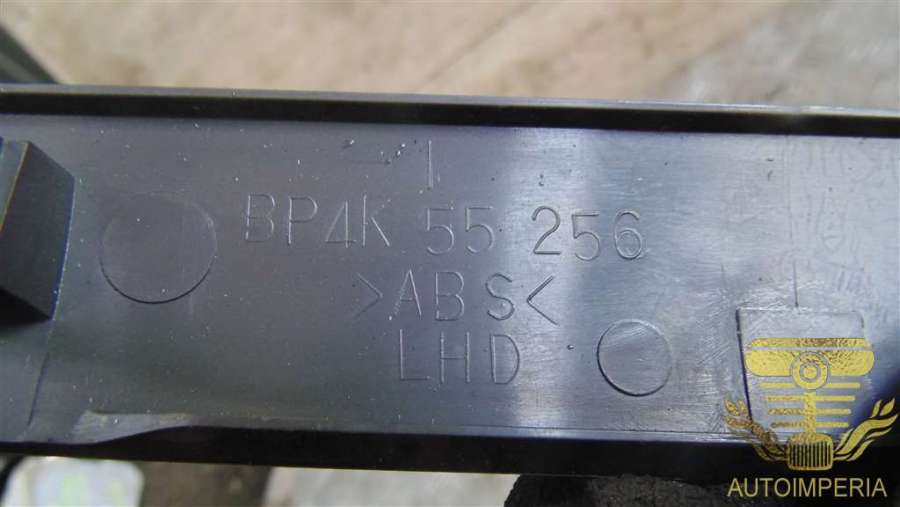 BP4K 55 256
>ABS<
LHD
AUTOIMPERIA